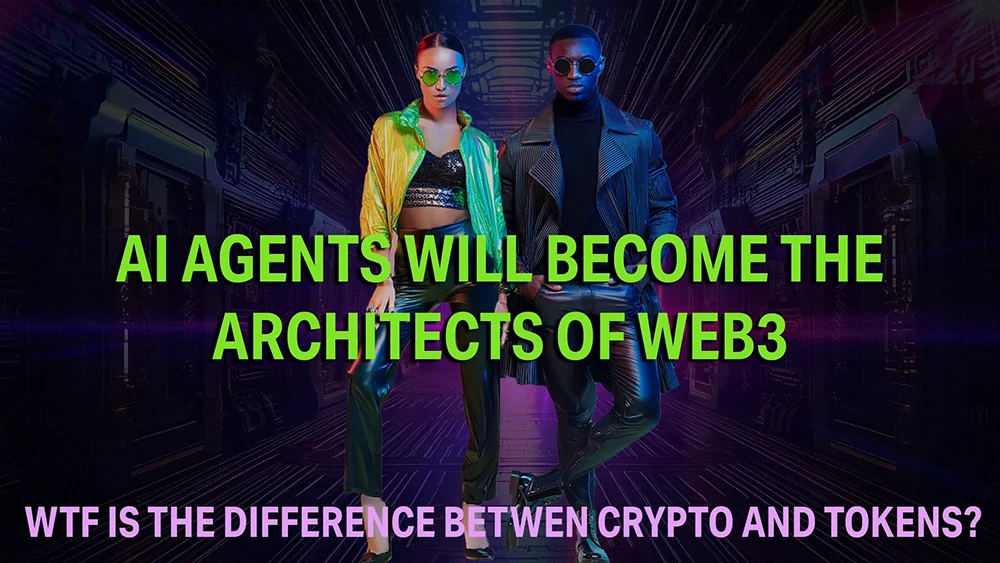 AI AGENTS WILL BECOME THE
ARCHITECTS OF WEB3
WTF IS THE DIFFERENCE BETWEN CRYPTO AND TOKENS?